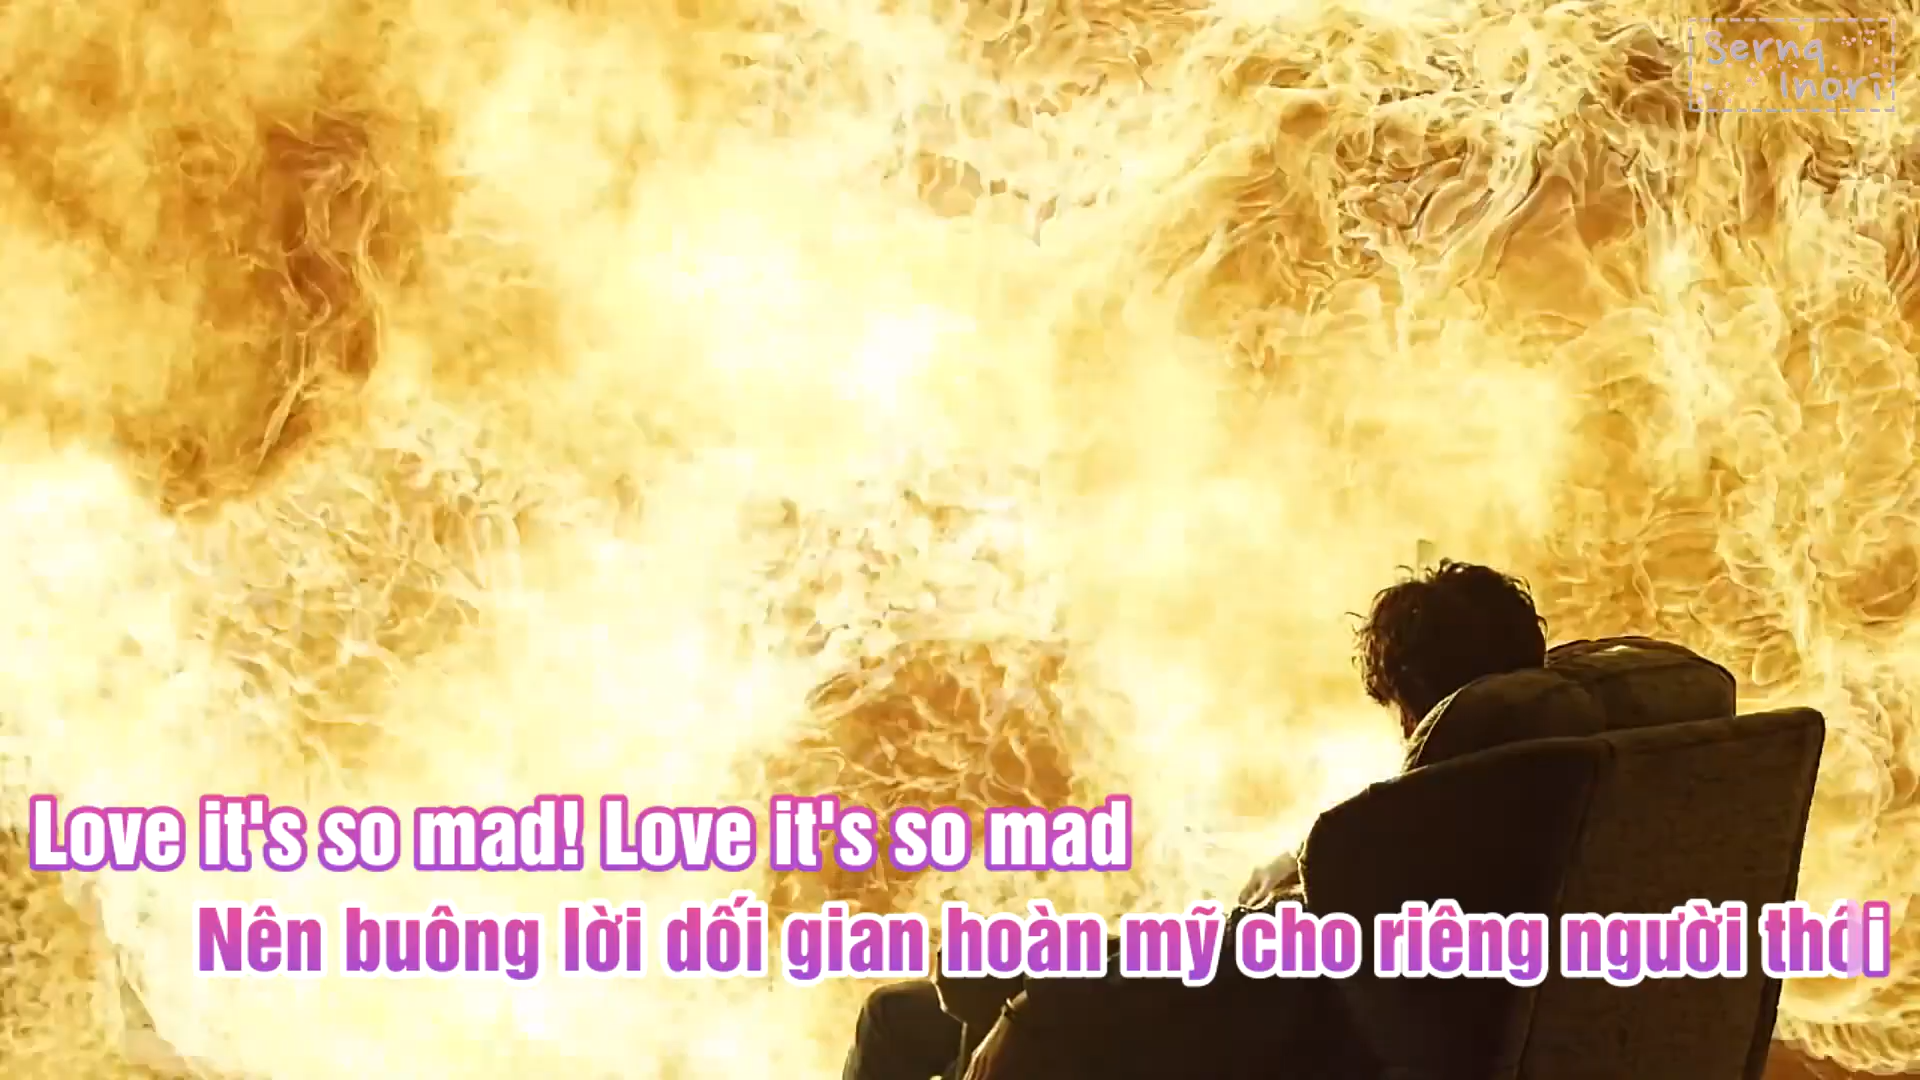 Serna
Inori
Love it's so mad! Love it's so mad
Nên buông lời dối gian hoàn mỹ cho riêng người thôi